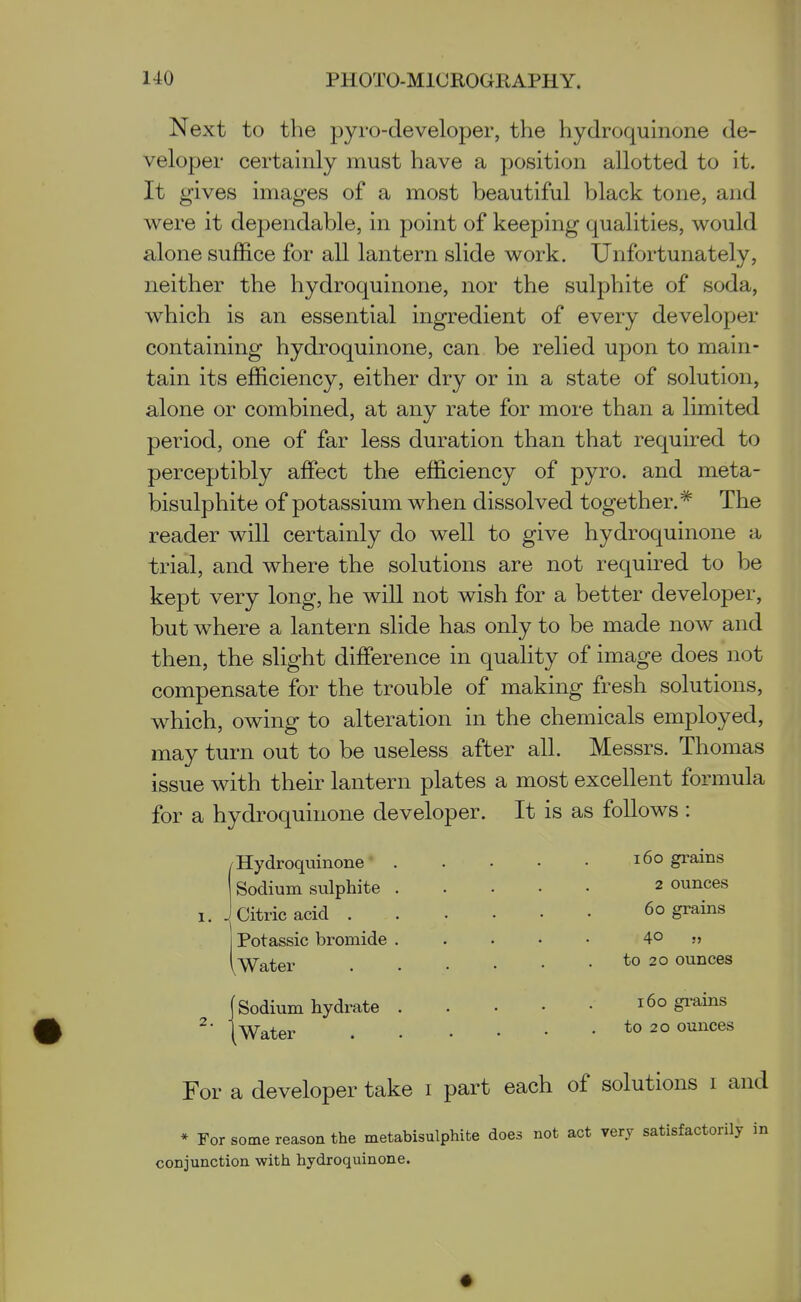 140 PHOTO-MICROGRAPHY.
Next to the pyro-developer, the hydroquinone de-
veloper certainly must have a position allotted to it.
It gives images of a most beautiful black tone, and
were it dependable, in point of keeping qualities, would
alone suffice for all lantern slide work. Unfortunately,
neither the hydroquinone, nor the sulphite of soda,
which is an essential ingredient of every developer
containing hydroquinone, can be relied upon to main-
tain its efficiency, either dry or in a state of solution,
alone or combined, at any rate for more than a limited
period, one of far less duration than that required to
perceptibly affect the efficiency of pyro. and meta-
bisulphite of potassium when dissolved together.* The
reader will certainly do well to give hydroquinone a
trial, and where the solutions are not required to be
kept very long, he will not wish for a better developer,
but where a lantern slide has only to be made now and
then, the slight difference in quality of image does not
compensate for the trouble of making fresh solutions,
which, owing to alteration in the chemicals employed,
may turn out to be useless after all. Messrs. Thomas
issue with their lantern plates a most excellent formula
for a hydroquinone developer. It is as follows :
Hydroquinone . . . . . 160 grains
Sodium sulphite . . . . . 2 ounces
1. Citric acid . . . . . . 60 grains
Potassic bromide . . . . . 40 „
Water . . . . . . to 20 ounces
2. Sodium hydrate . . . . . 160 grains
Water . . . . . . to 20 ounces
For a developer take 1 part each of solutions 1 and
* For some reason the metabisulphite does not act very satisfactorily in
conjunction with hydroquinone.